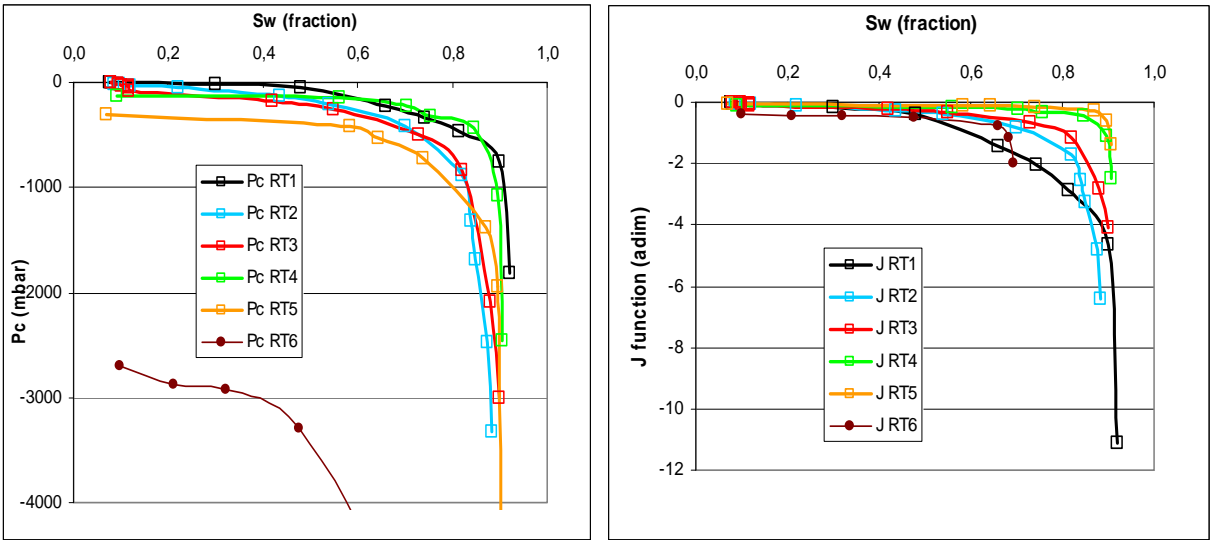 Sw (fraction)
0,0 0,2 0,4 0,6 0,8 1,0
0
-1000
-2000
-3000
-4000
Pc (mbar)
Pc RT1
Pc RT2
Pc RT3
Pc RT4
Pc RT5
Pc RT6
Sw (fraction)
0,0 0,2 0,4 0,6 0,8 1,0
0
-2
-4
-6
-8
-10
-12
J function (adim)
J RT1
J RT2
J RT3
J RT4
J RT5
J RT6